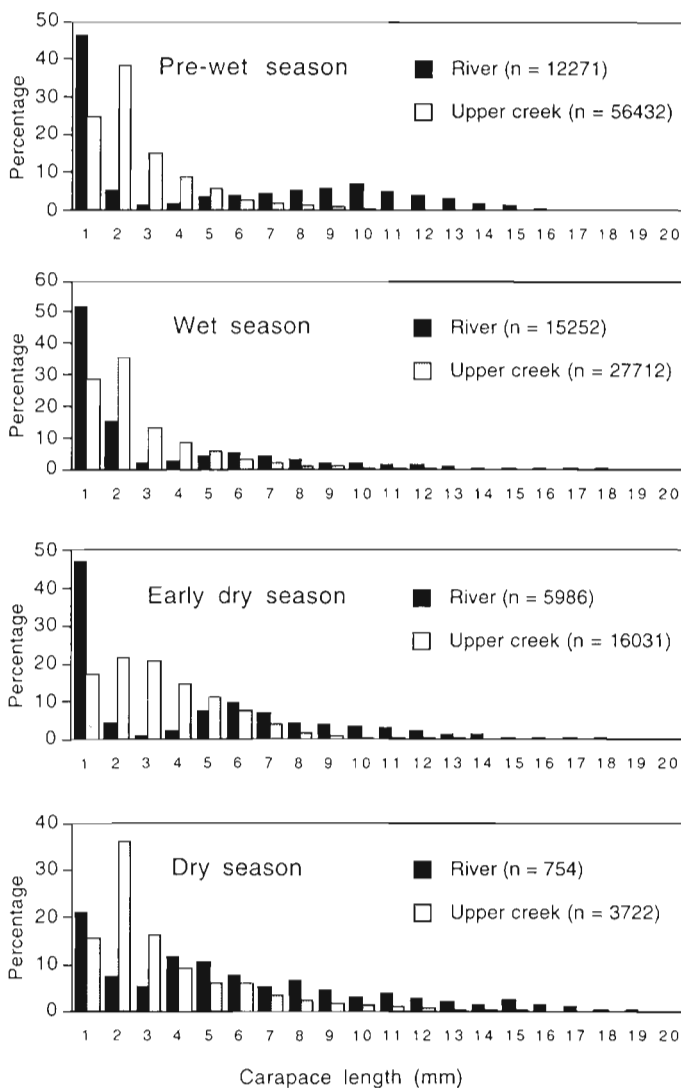 50
40
30
20
10
0
Percentage
Pre-wet season
River (n = 12271)
Upper creek (n = 56432)
1 2 3 4 5 6 7 8 9 10 11 12 13 14 15 16 17 18 19 20
60
50
40
30
20
10
0
Percentage
Wet season
River (n = 15252)
Upper creek (n = 27712)
1 2 3 4 5 6 7 8 9 10 11 12 13 14 15 16 17 18 19 20
50
40
30
20
10
0
Percentage
Early dry season
River (n = 5986)
Upper creek (n = 16031)
1 2 3 4 5 6 7 8 9 10 11 12 13 14 15 16 17 18 19 20
40
30
20
10
0
Percentage
Dry season
River (n = 754)
Upper creek (n = 3722)
1 2 3 4 5 6 7 8 9 10 11 12 13 14 15 16 17 18 19 20
Carapace length (mm)